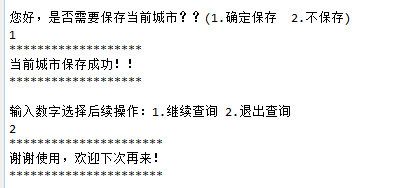 您好，是否需要保存当前城市？？(1.确定保存  2.不保存)
1
*******************
当前城市保存成功！！
*******************
输入数字选择后续操作：1.继续查询 2.退出查询
2
**********************
谢谢使用，欢迎下次再来！
**********************